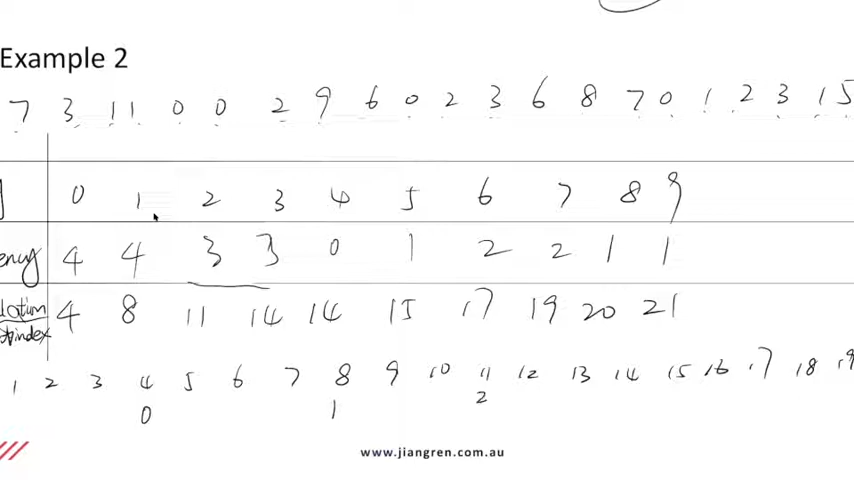 Example 2
7 3 1 1 0 0 2 9 6 0 2 3 6 8 7 0 1 2 3 1 5
0 1 2 3 4 5 6 7 8 9
4 4 3 3 0 1 2 2 1 1
4 8 11 14 14 15 17 19 20 21
index
1 2 3 4 5 6 7 8 9 10 11 12 13 14 15 16 17 18 19
0 1 2
www.jiangren.com.au